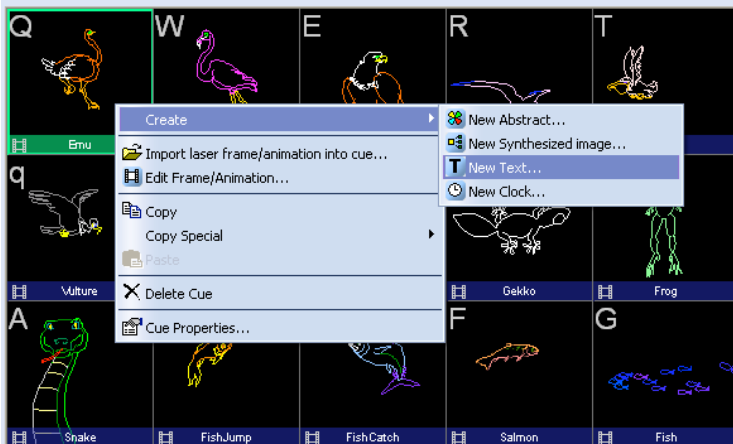 Q W E R T
Emu
Create
Import laser frame/animation into cue...
Edit Frame/Animation...
Copy
Copy Special
Paste
Delete Cue
Cue Properties...
New Abstract...
New Synthesized image...
New Text...
New Clock...
q
Vulture
Gekko
Frog
A F G
Snake
FishJump
FishCatch
Salmon
Fish